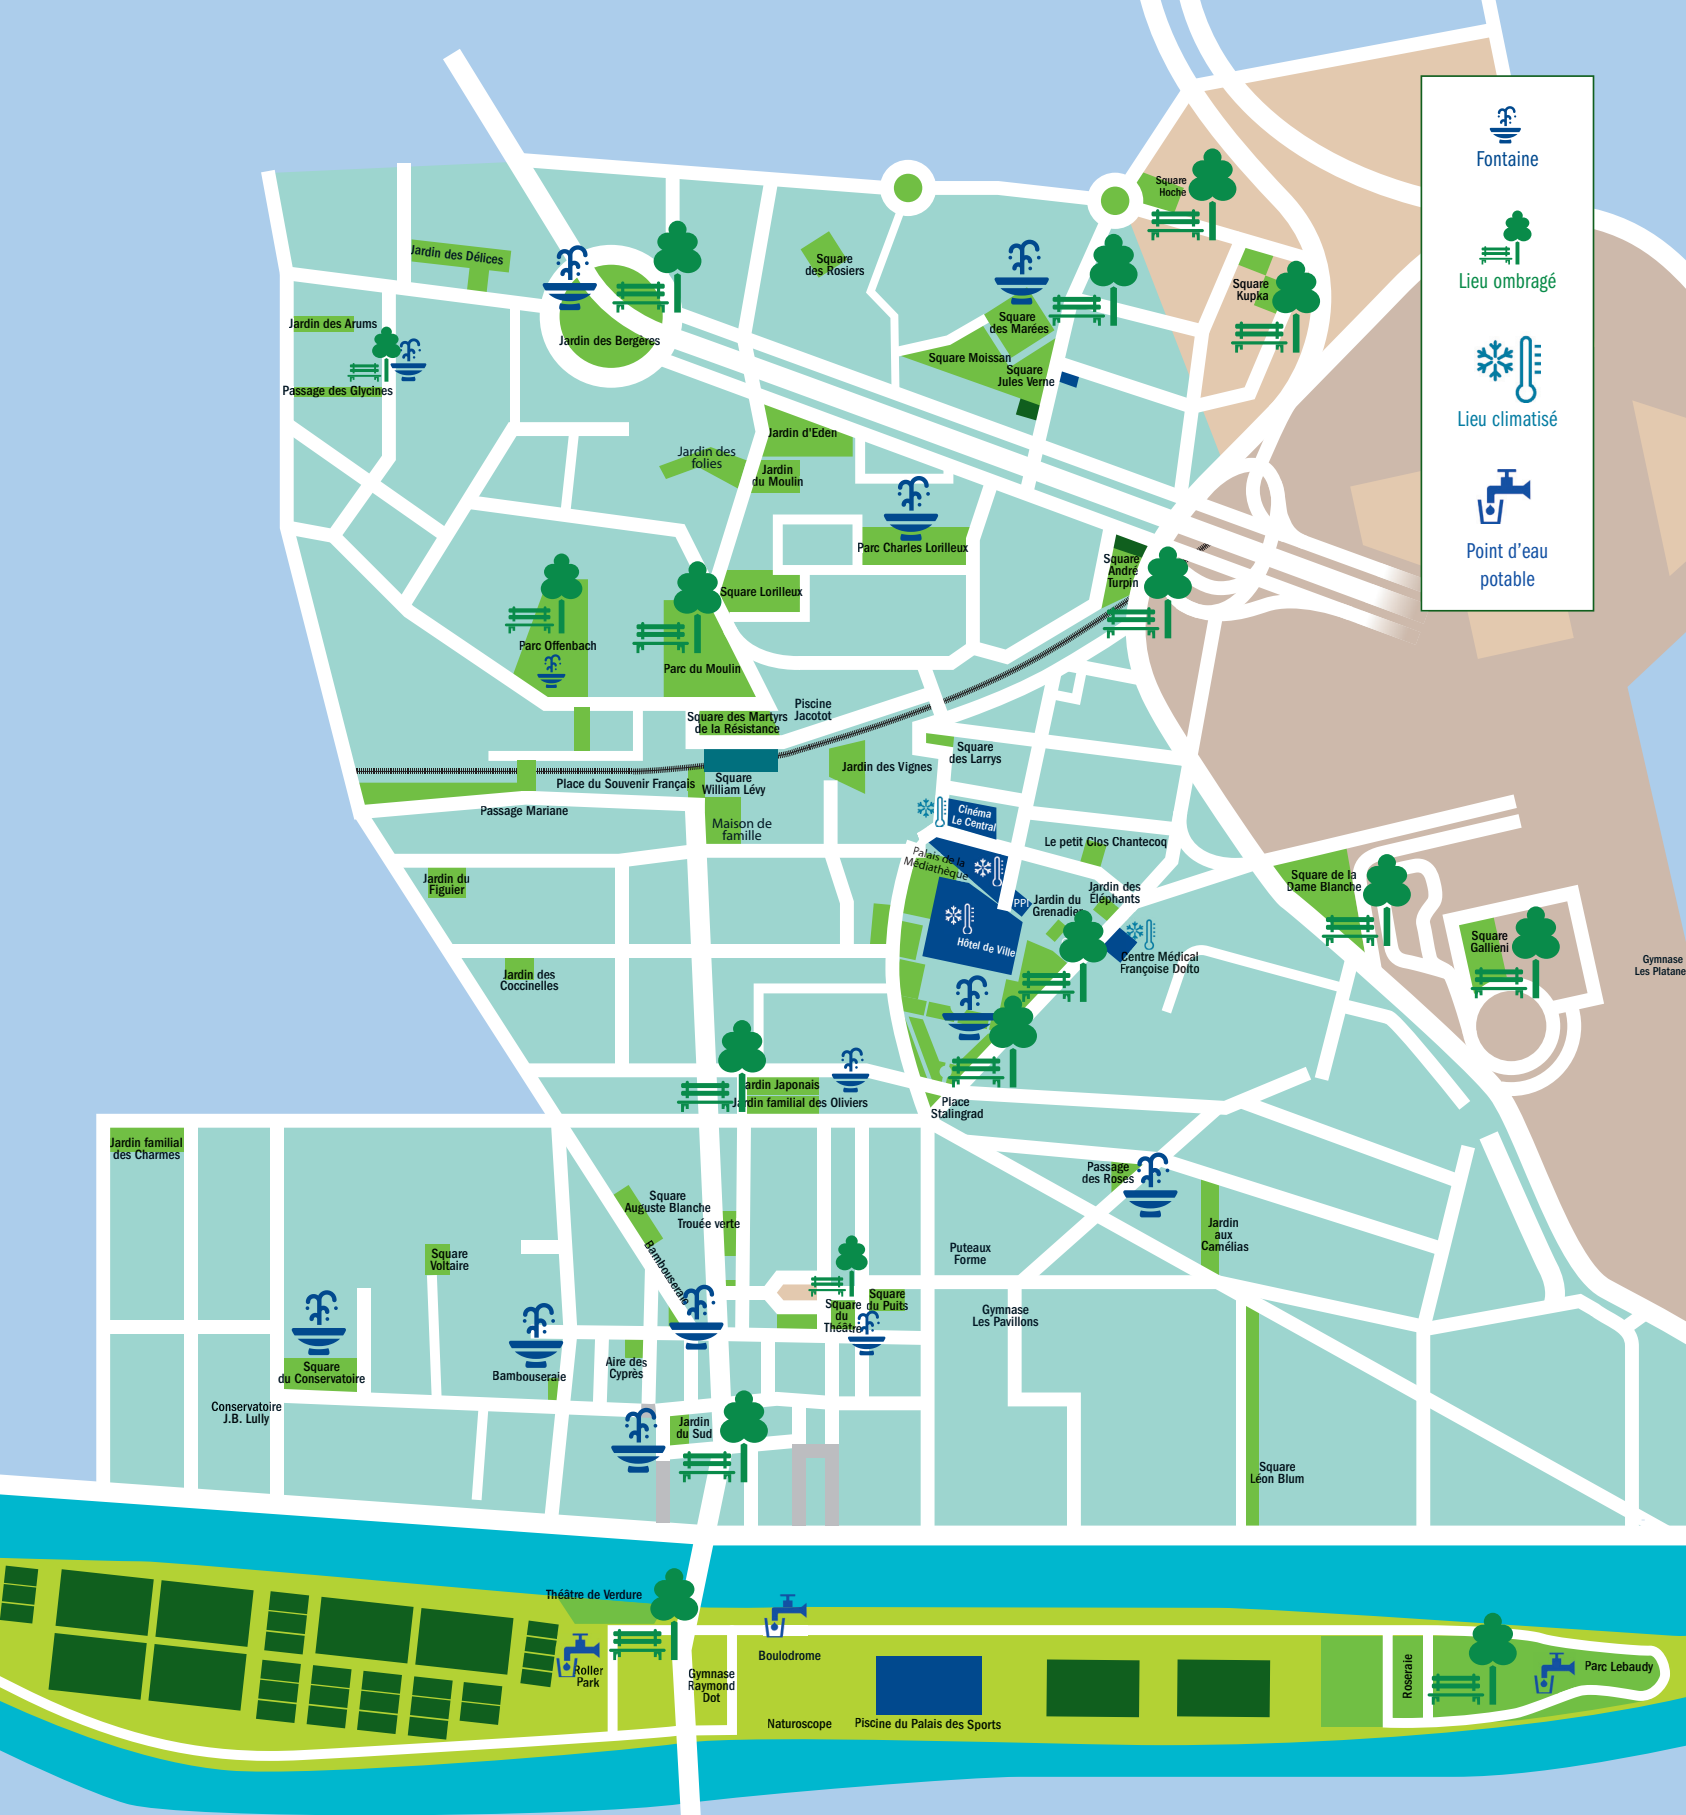 Fontaine
Lieu ombragé
Lieu climatisé
Point d'eau
potable
Square
Hoche
Jardin des Délices
Square
des Rosiers
Square
Kupka
Jardin des Arums
Square
des Marées
Jardin des Bergères
Square Moissan
Square
Jules Verne
Passage des Glycines
Jardin d'Eden
Jardin des
folies
Jardin
du Moulin
Parc Charles Lorilleux
Square
André
Turpin
Square Lorilleux
Parc Offenbach
Parc du Moulin
Piscine
Jacotot
Square des Martyrs
de la Résistance
Square
des Larrys
Jardin des Vignes
Place du Souvenir Français
Square
William Lévy
Passage Mariane
Maison de
famille
Cinéma
Le Central
Le petit Clos Chantecoq
Palais de la
Médiathèque
Square de la
Dame Blanche
Jardin du
Figuier
Jardin des
Éléphants
PPI
Jardin du
Grenadier
Hôtel de Ville
Square
Gallieni
Centre Médical
Françoise Dolto
Gymnase
Les Platane
Jardin des
Coccinelles
Jardin Japonais
Jardin familial des Oliviers
Place
Stalingrad
Jardin familial
des Charmes
Passage
des Roses
Square
Auguste Blanche
Trouée verte
Jardin
aux
Camélias
Square
Voltaire
Bambouseraie
Puteaux
Forme
Square
du Puits
Square
du
Théâtre
Gymnase
Les Pavillons
Square
du Conservatoire
Bambouseraie
Aire des
Cyprès
Conservatoire
J.B. Lully
Jardin
du Sud
Square
Léon Blum
Théâtre de Verdure
Roller
Park
Gymnase
Raymond
Dot
Boulodrome
Roseraie
Parc Lebaudy
Naturoscope
Piscine du Palais des Sports